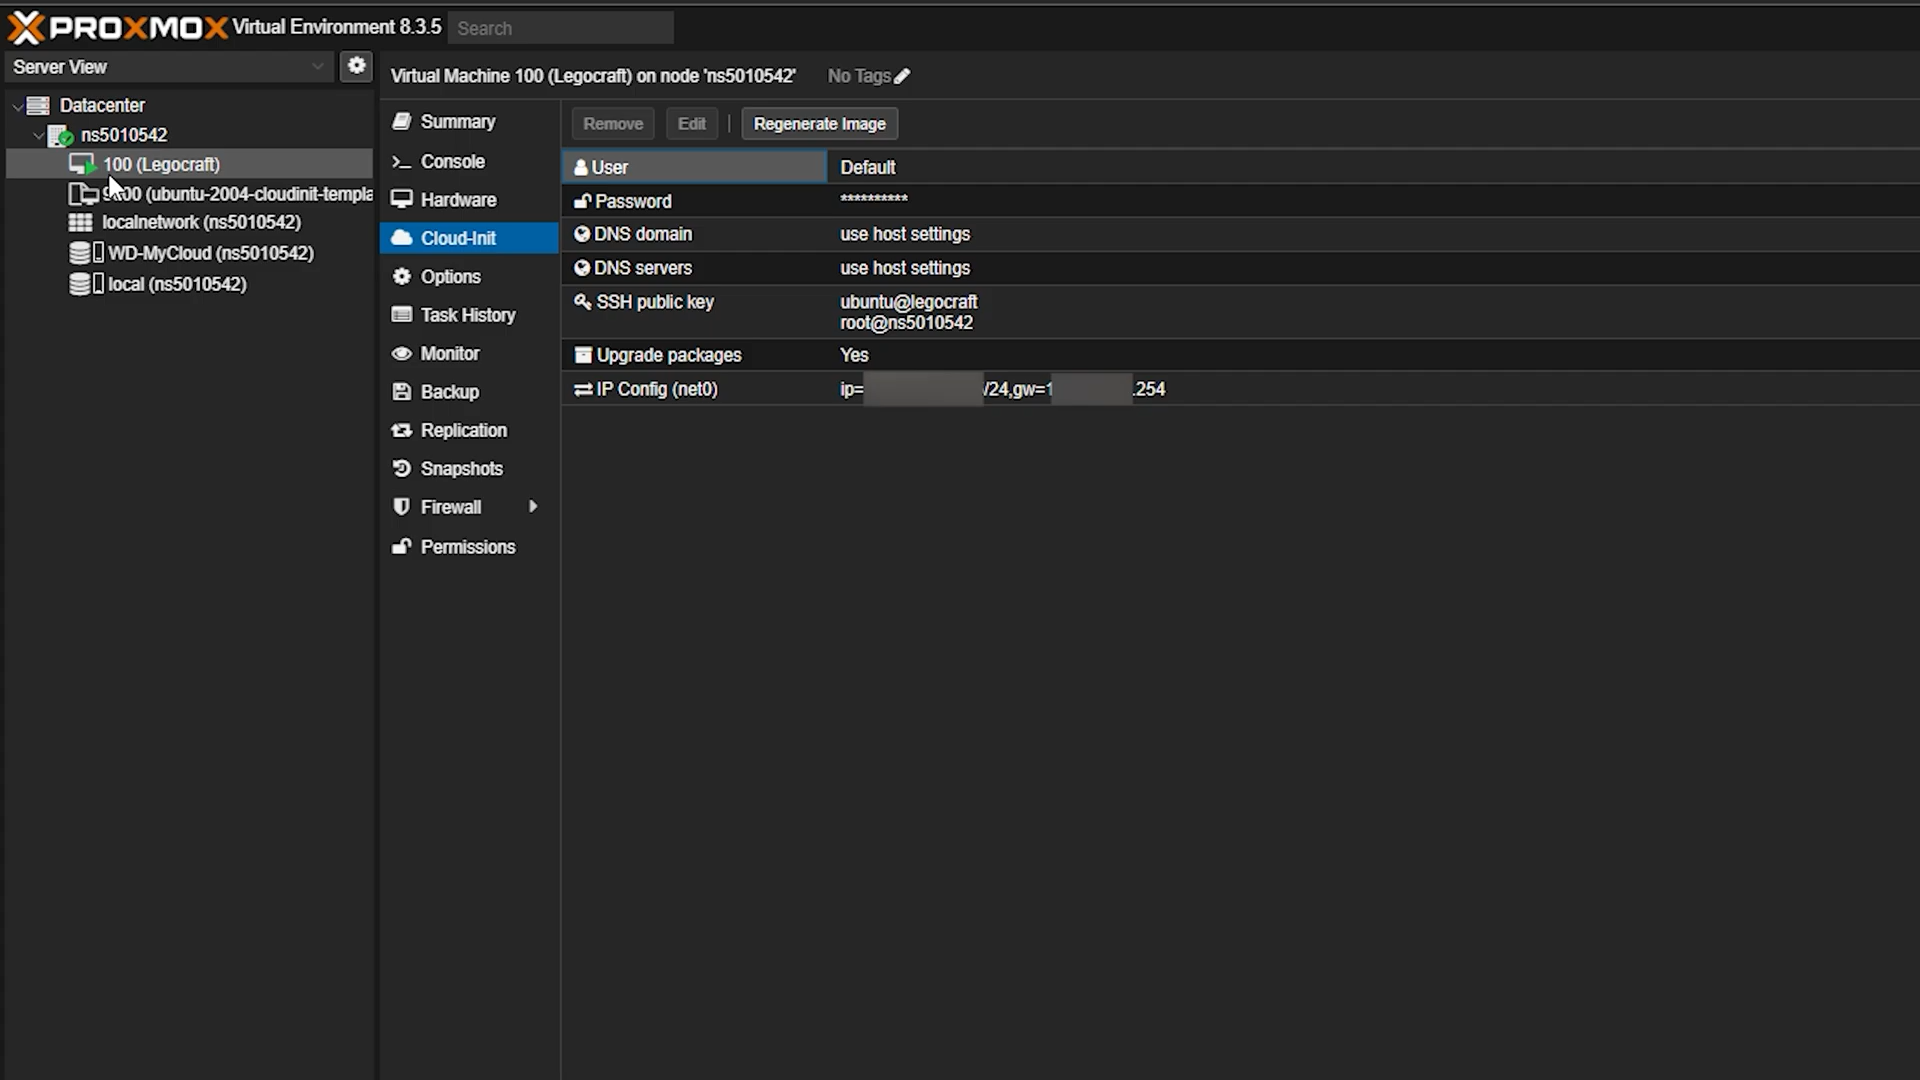 PROXMOX Virtual Environment 8.3.5
Search
Server View
Datacenter
ns5010542
100 (Legocraft)
(ubuntu-2004-cloudinit-templa
localnetwork (ns5010542)
WD-MyCloud (ns5010542)
local (ns5010542)
Virtual Machine 100 (Legocraft) on node 'ns5010542'
No Tags
Summary
Console
Hardware
Cloud-Init
Options
Task History
Monitor
Backup
Replication
Snapshots
Firewall
Permissions
Remove Edit Regenerate Image
User Default
Password **********
DNS domain use host settings
DNS servers use host settings
SSH public key ubuntu@legocraft
root@ns5010542
Upgrade packages Yes
IP Config (net0) ip= /24,gw=1 .254